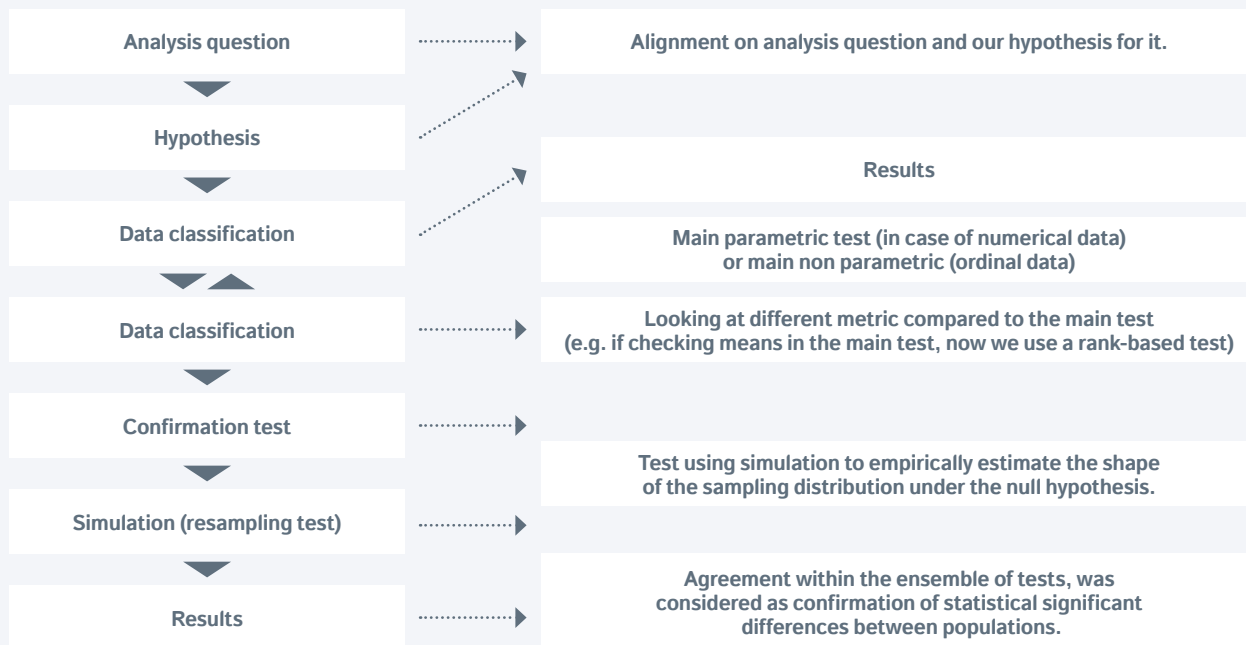 Analysis question
Alignment on analysis question and our hypothesis for it.
Hypothesis
Results
Data classification
Main parametric test (in case of numerical data)
or main non parametric (ordinal data)
Data classification
Looking at different metric compared to the main test
(e.g. if checking means in the main test, now we use a rank-based test)
Confirmation test
Test using simulation to empirically estimate the shape
of the sampling distribution under the null hypothesis.
Simulation (resampling test)
Results
Agreement within the ensemble of tests, was
considered as confirmation of statistical significant
differences between populations.